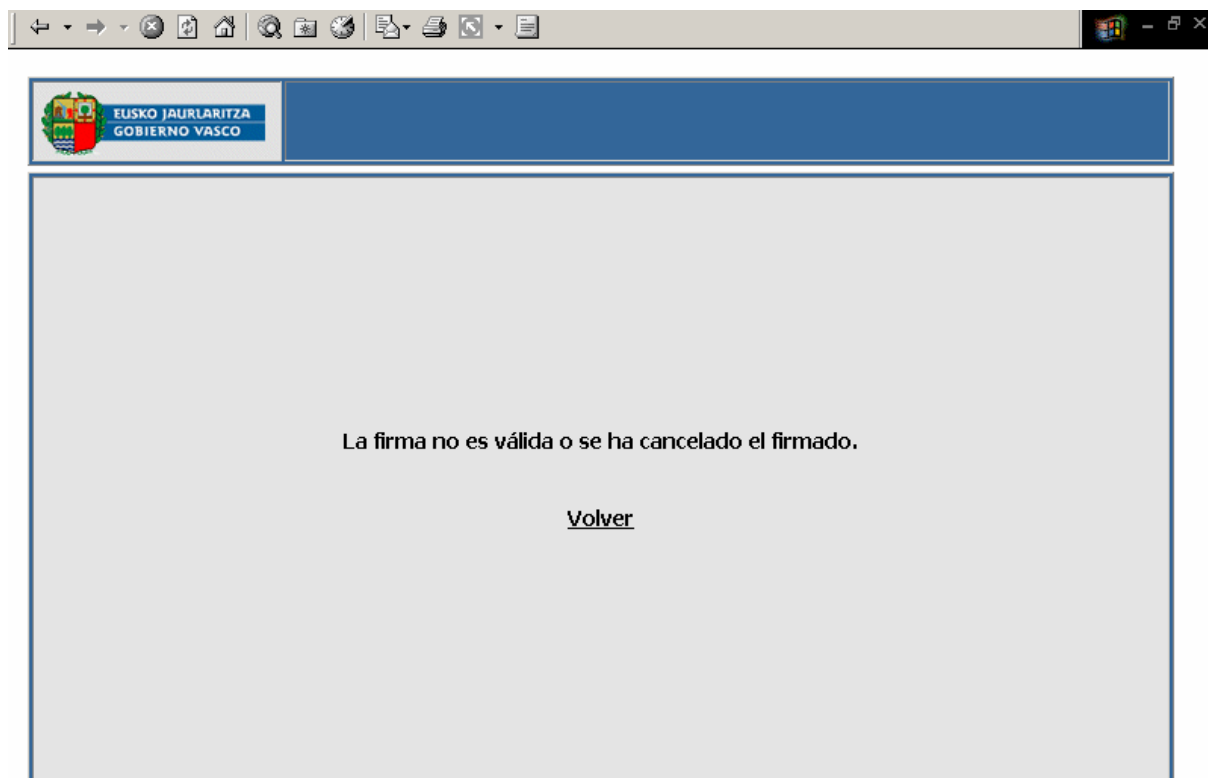 EUSKO JAURLARITZA
GOBIERNO VASCO
La firma no es válida o se ha cancelado el firmado.
Volver